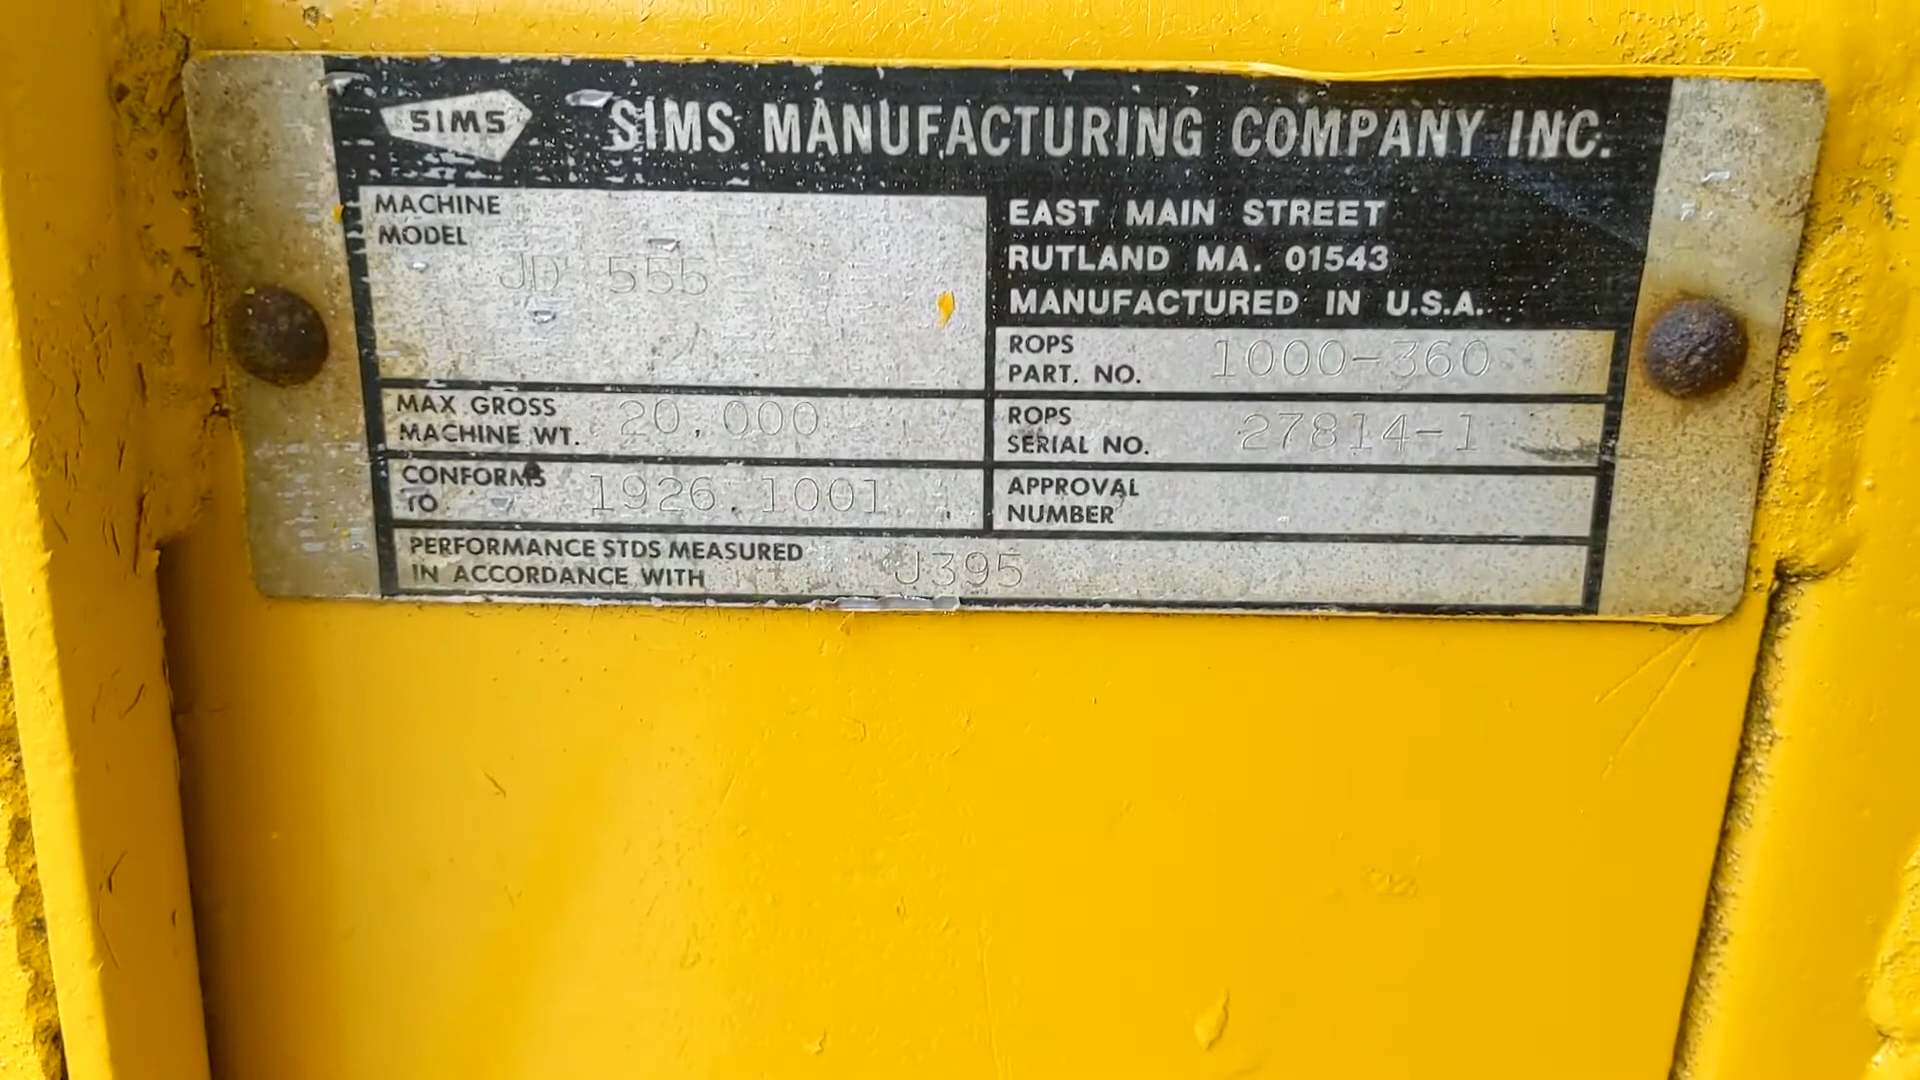 SIMS SIMS MANUFACTURING COMPANY INC.
MACHINE
MODEL
JD 555
EAST MAIN STREET
RUTLAND MA. 01543
MANUFACTURED IN U.S.A.
ROPS
PART. NO. 1000-360
MAX GROSS
MACHINE WT. 20,000
ROPS
SERIAL NO. 27814-1
CONFORMS
TO 1926.1001
APPROVAL
NUMBER
PERFORMANCE STDS MEASURED
IN ACCORDANCE WITH J395